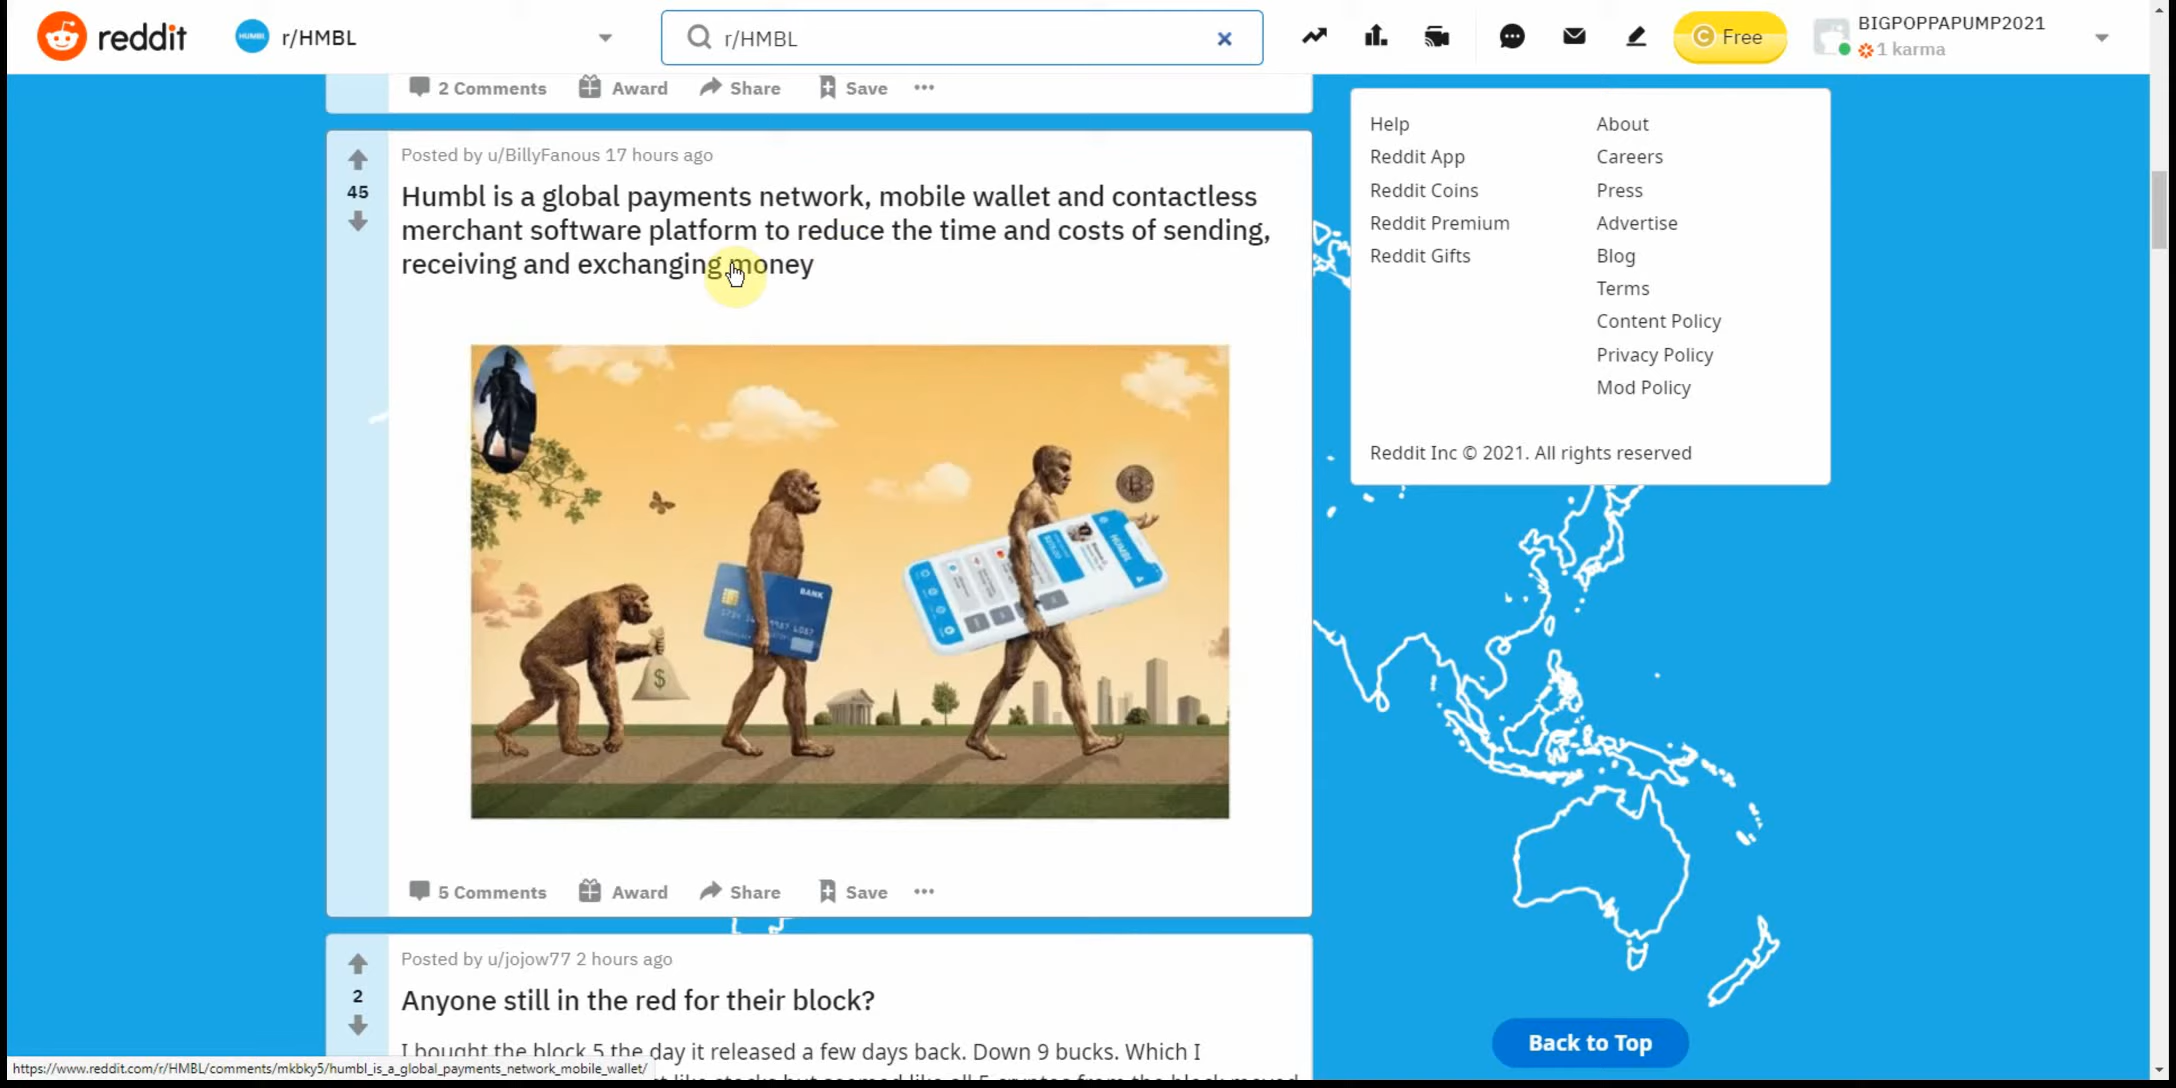 reddit
HUMBL
r/HMBL
r/HMBL
Free
BIGPOPPAPUMP2021
1 karma
2 Comments
Award
Share
Save
Posted by u/BillyFanous 17 hours ago
45
Humbl is a global payments network, mobile wallet and contactless
merchant software platform to reduce the time and costs of sending,
receiving and exchanging money
BANK
HUMBL
$
B
5 Comments
Award
Share
Save
Help
About
Reddit App
Careers
Reddit Coins
Press
Reddit Premium
Advertise
Reddit Gifts
Blog
Terms
Content Policy
Privacy Policy
Mod Policy
Reddit Inc © 2021. All rights reserved
Posted by u/jojow77 2 hours ago
2
Anyone still in the red for their block?
I bought the block 5 the day it released a few days back. Down 9 bucks. Which I
Back to Top
https://www.reddit.com/r/HMBL/comments/mkbky5/humbl_is_a_global_payments_network_mobile_wallet/